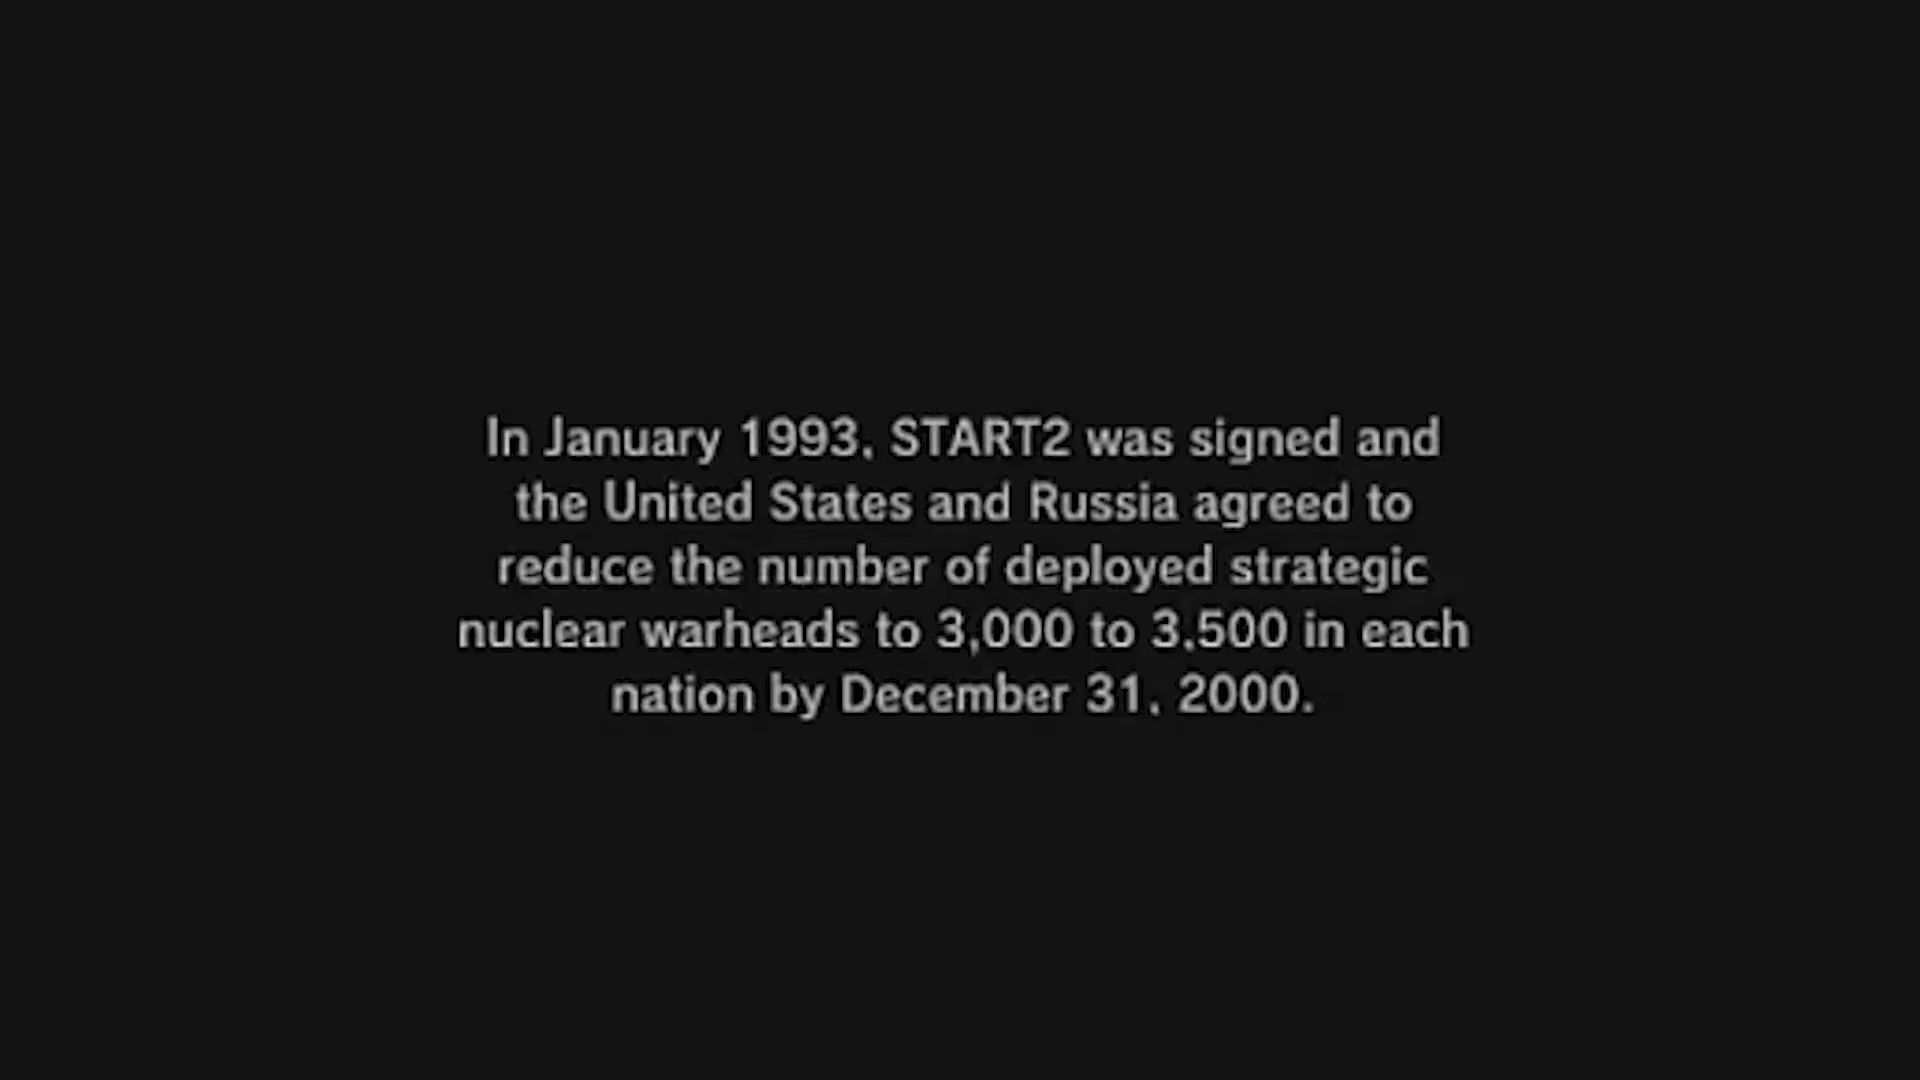 In January 1993, START2 was signed and
the United States and Russia agreed to
reduce the number of deployed strategic
nuclear warheads to 3,000 to 3,500 in each
nation by December 31, 2000.